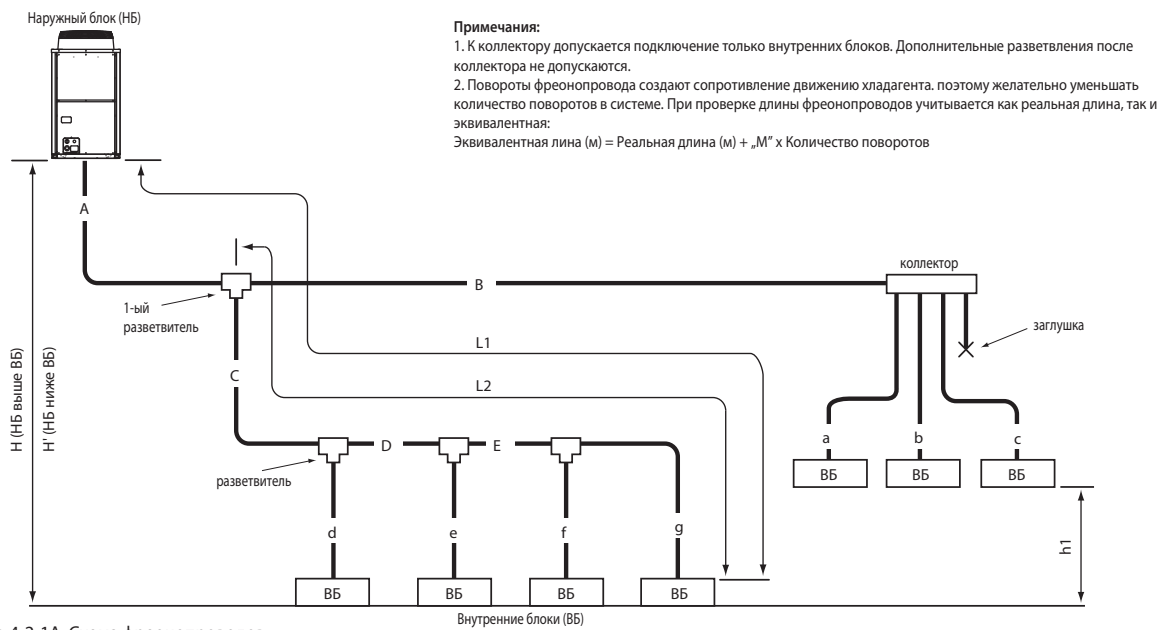 Наружный блок (НБ)
Примечания:
1. К коллектору допускается подключение только внутренних блоков. Дополнительные разветвления после
коллектора не допускаются.
2. Повороты фреонопровода создают сопротивление движению хладагента. поэтому желательно уменьшать
количество поворотов в системе. При проверке длины фреонопроводов учитывается как реальная длина, так и
эквивалентная:
Эквивалентная лина (м) = Реальная длина (м) + „М" х Количество поворотов
A
1-ый
разветвитель
B
коллектор
заглушка
H (НБ выше ВБ)
H' (НБ ниже ВБ)
L1
L2
C
D
E
разветвитель
a
b
c
ВБ
ВБ
ВБ
d
e
f
g
h1
ВБ
ВБ
ВБ
ВБ
Внутренние блоки (ВБ)